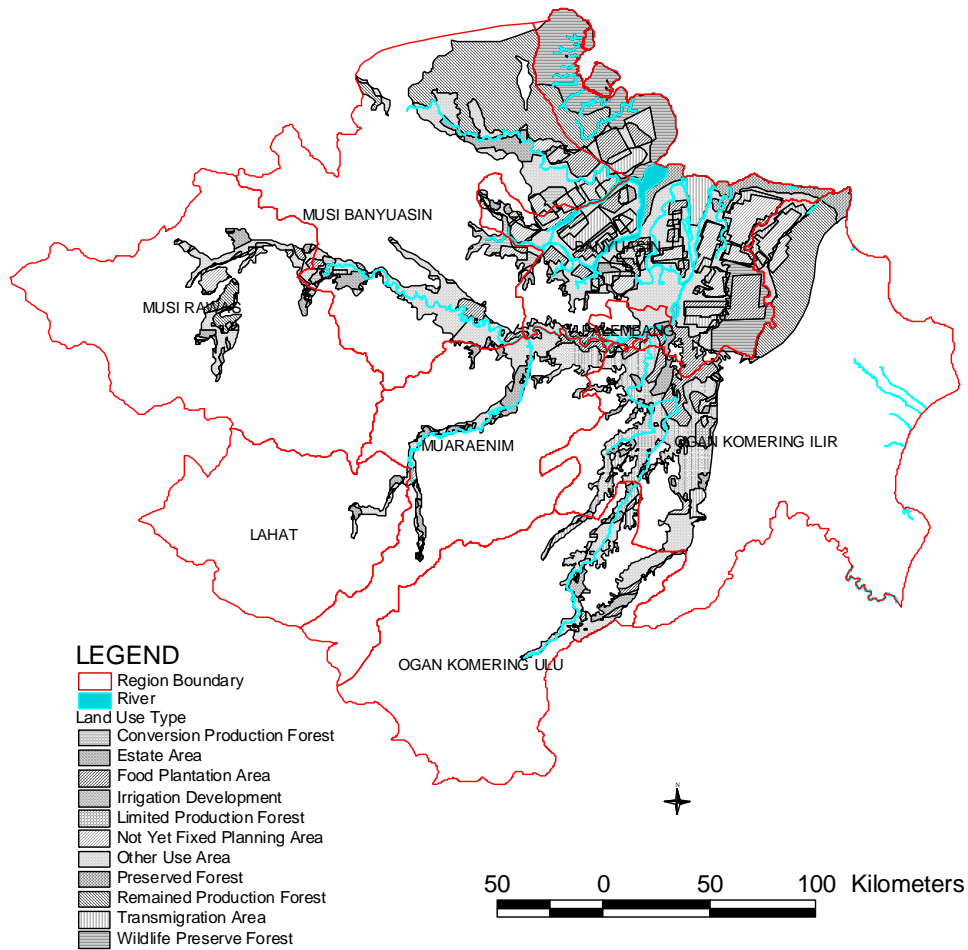 MUSI BANYUASIN
BANYUASIN
MUSI RAWAS
PALEMBANG
OGAN KOMERING ILIR
MUARAENIM
LAHAT
OGAN KOMERING ULU
LEGEND
Region Boundary
River
Land Use Type
Conversion Production Forest
Estate Area
Food Plantation Area
Irrigation Development
Limited Production Forest
Not Yet Fixed Planning Area
Other Use Area
Preserved Forest
Remained Production Forest
Transmigration Area
Wildlife Preserve Forest
N
50 0 50 100 Kilometers